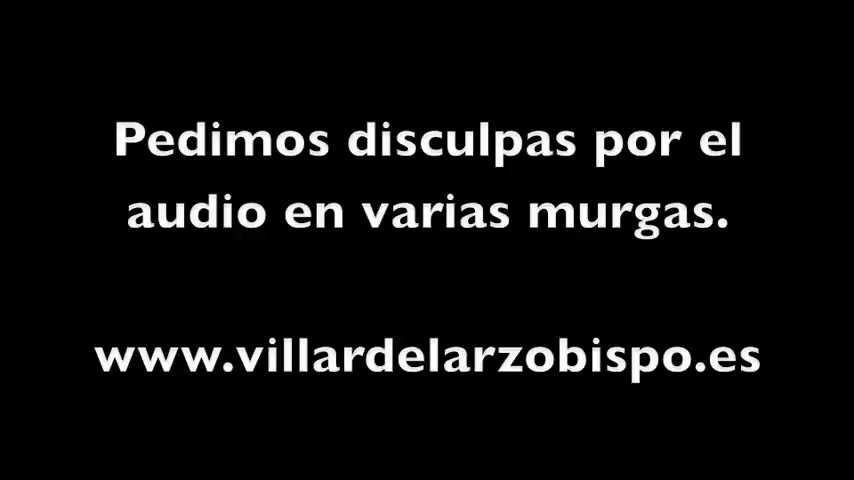 Pedimos disculpas por el
audio en varias murgas.
www.villardelarzobispo.es